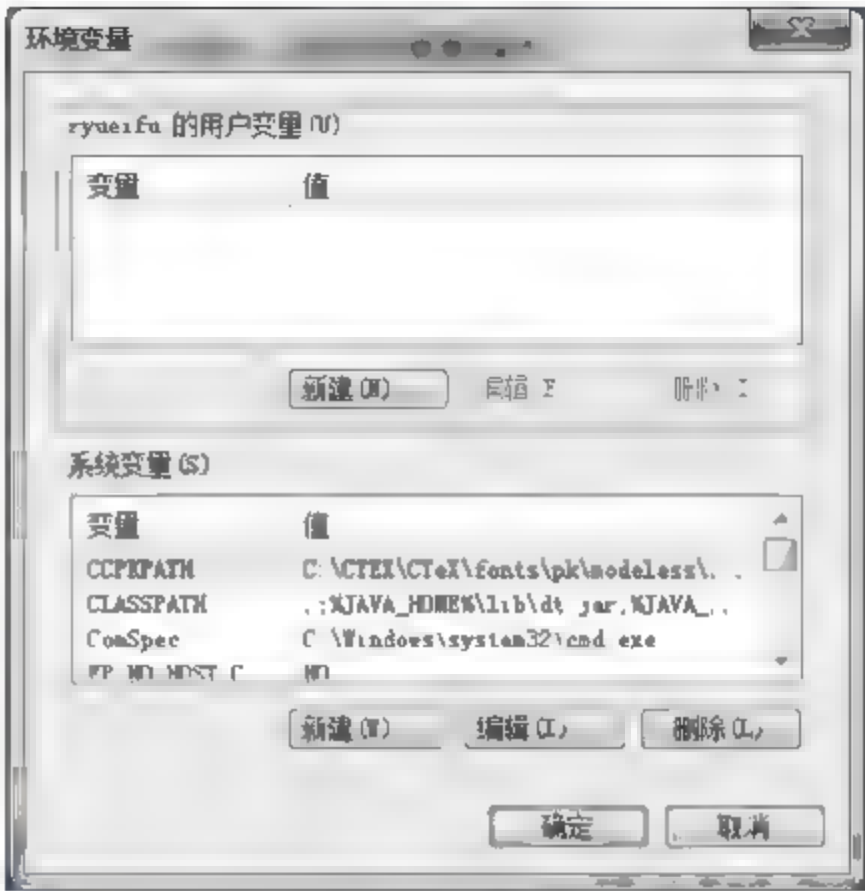 环境变量
ryueifu 的用户变量(U)
变量 值
新建(N)
系统变量(S)
变量 值
CCPKPATH C:\CTEX\CTeX\fonts\pk\modeless\...
CLASSPATH .;%JAVA_HOME%\lib\dt.jar;%JAVA_...
ComSpec C:\Windows\system32\cmd.exe
NO
新建(W) 编辑(I) 删除(L)
确定 取消